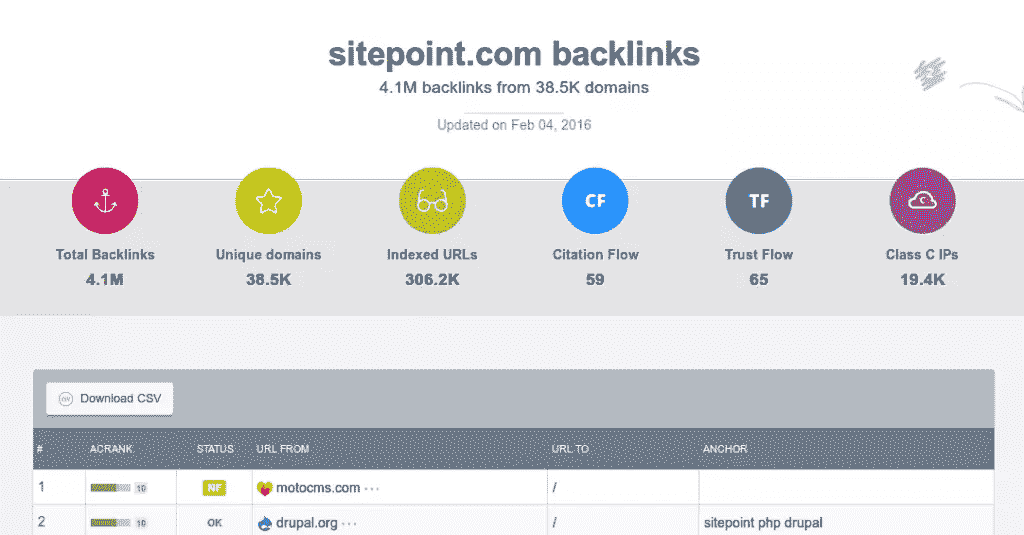 sitepoint.com backlinks
4.1M backlinks from 38.5K domains
Updated on Feb 04, 2016
CF TF
Total Backlinks Unique domains Indexed URLs Citation Flow Trust Flow Class C IPs
4.1M 38.5K 306.2K 59 65 19.4K
Download CSV
# ACRANK STATUS URL FROM URL TO ANCHOR
1 10 NF motocms.com ••• /
2 10 OK drupal.org ••• / sitepoint php drupal